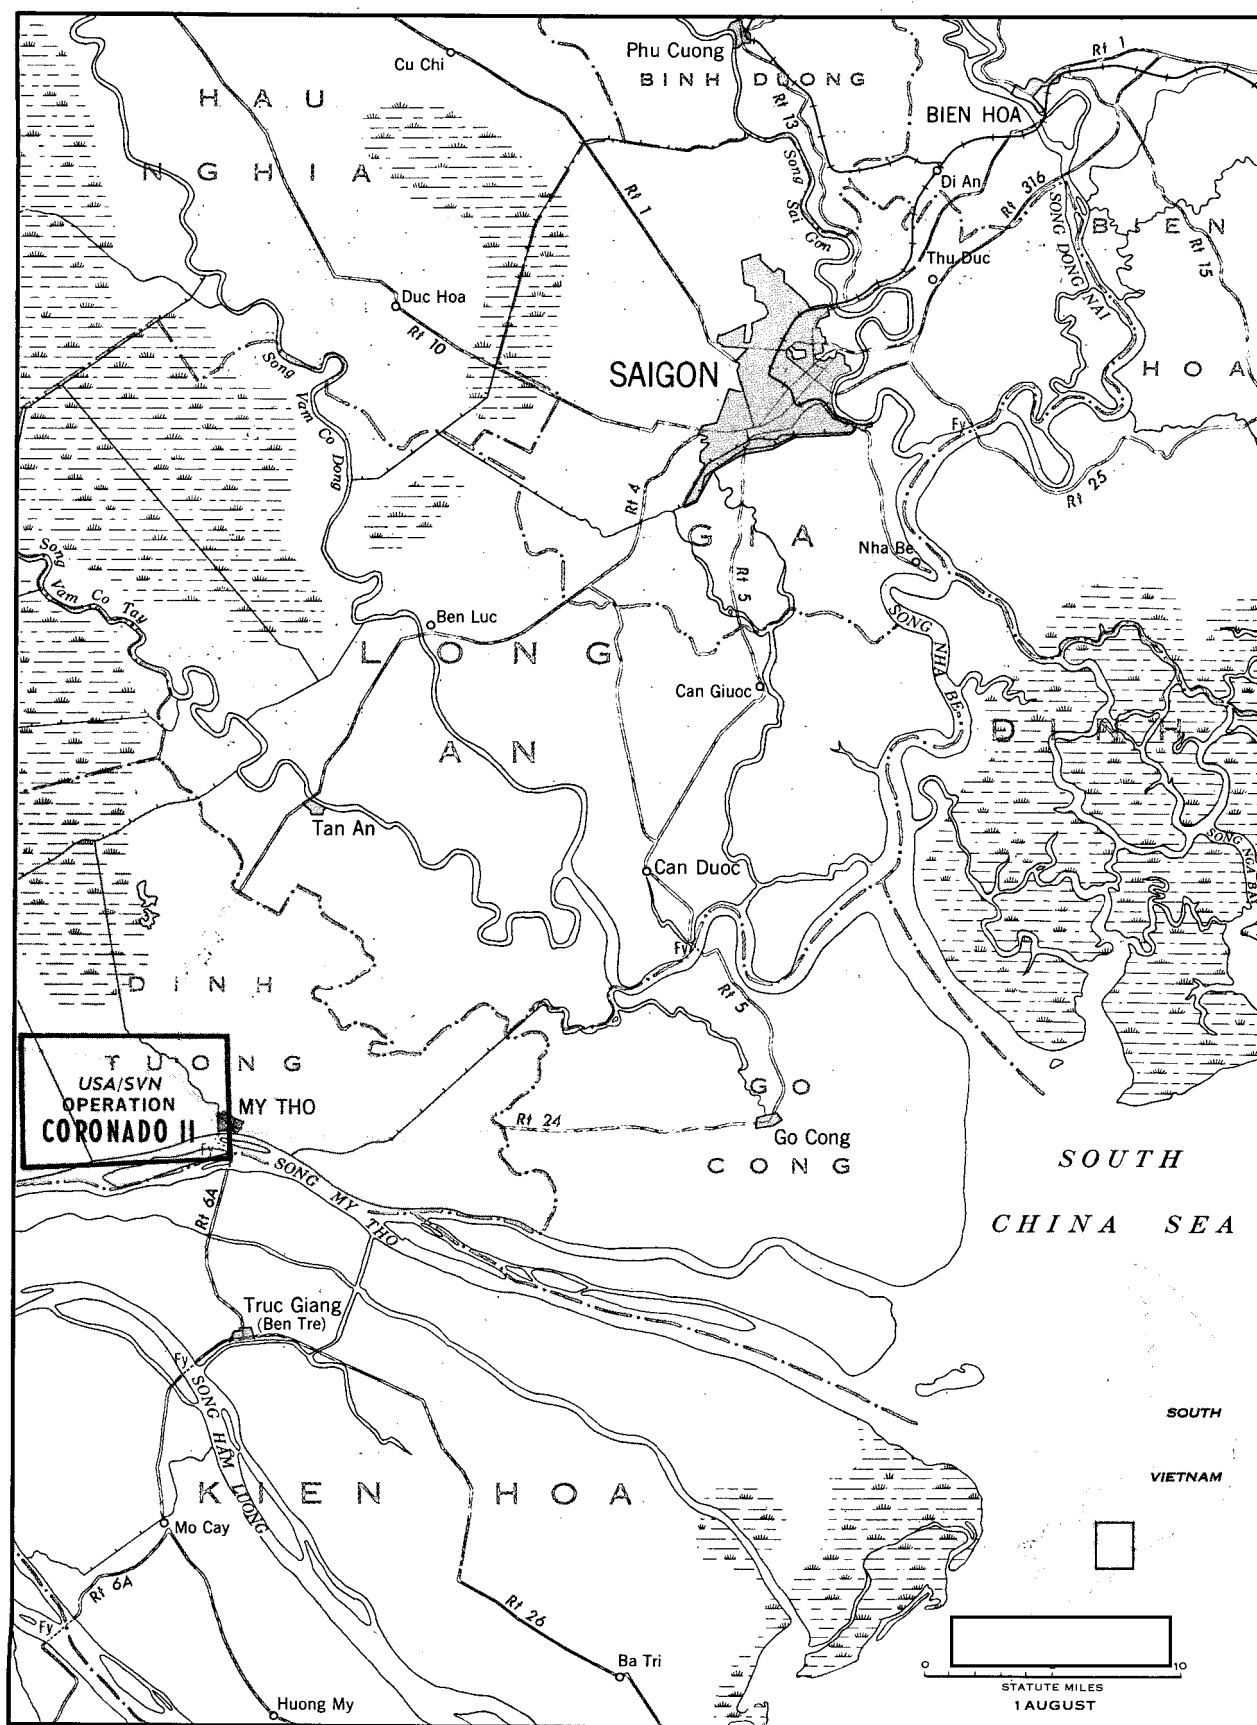 Phu Cuong
Cu Chi
BINH DUONG
Rt 1
HAU
Rt 13
BIEN HOA
NGHIA
Song Sai Gon
Di An
Rt 316
Rt 1
SONG DONG NAI
BIEN
Rt 15
Thu Duc
Duc Hoa
Rt 10
Song
Vam Co Dong
SAIGON
HOA
Fy
Rt 25
Rt 4
GIA
Nha Be
Rt 5
Song
Vam Co Tay
Ben Luc
SONG NHA BE
LONG
Can Giuoc
DINH
AN
Tan An
SONG NGA BAY
Can Duoc
Fy
DINH
Rt 5
TUONG
USA/SVN
OPERATION
CORONADO II
MY THO
GO
Rt 24
Go Cong
Fy
SONG MY THO
CONG
SOUTH
CHINA SEA
Rt 6A
Truc Giang
(Ben Tre)
Fy
SONG HAM LUONG
SOUTH
VIETNAM
KIEN HOA
Mo Cay
Rt 6A
Rt 26
Fy
Ba Tri
Huong My
0 10
STATUTE MILES
1 AUGUST